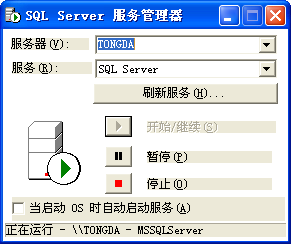 SQL Server 服务管理器
服务器(V): TONGDA
服务(R): SQL Server
刷新服务(H)...
开始/继续(S)
暂停(P)
停止(O)
当启动 OS 时自动启动服务(A)
正在运行 - \\TONGDA - MSSQLServer